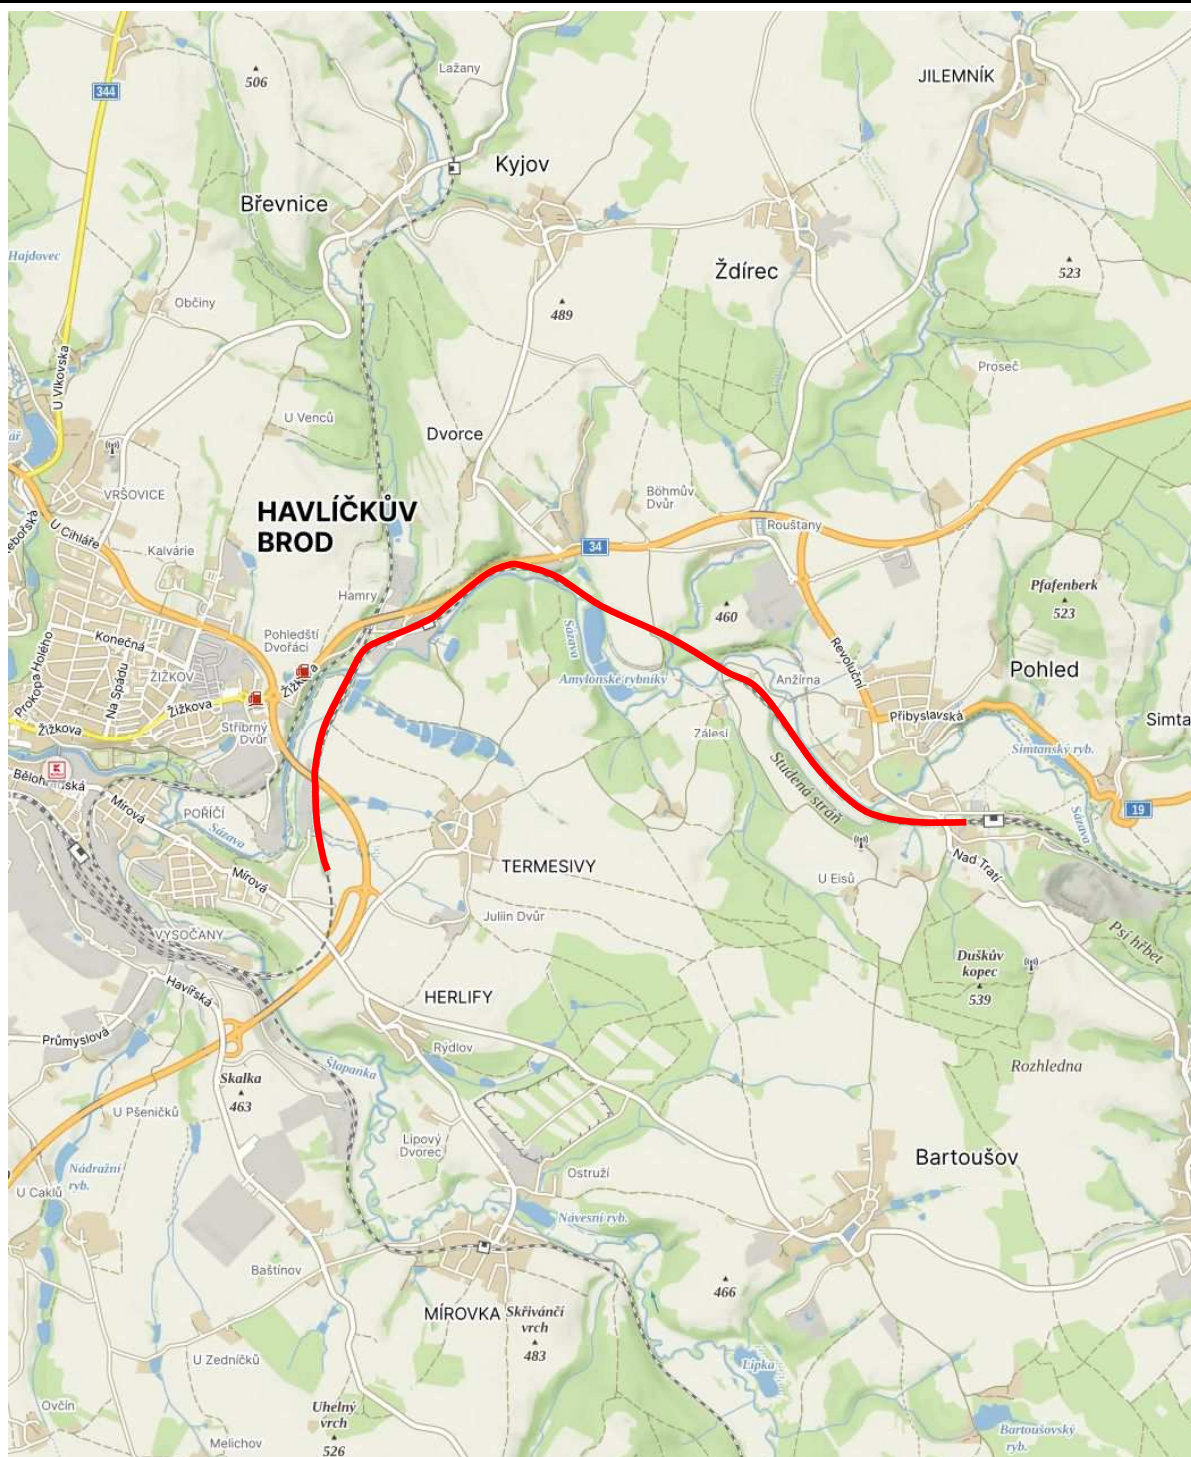 Lažany
JILEMNÍK
506
344
Kyjov
Břevnice
Hajdovec
Ždírec
523
Občiny
489
U Vlkovska
Proseč
U Venců
Dvorce
VRŠOVICE
HAVLÍČKŮV
BROD
Böhmův
Dvůr
U Cihláře
Rouštany
Kalvárie
34
Hamry
460
Pfafenberk
523
Konečná
Pohledští
Dvořáci
Sázava
Revoluční
Pohled
Prokopa Holého
Na Spádu
ŽIŽKOV
Žižkova
Amylonské rybníky
Anžírna
Žižkova
Žižkova
Stříbrný
Dvůr
Zálesí
Přibyslavská
Simta
Simtanský ryb.
Studená stráň
Mírová
POŘÍČÍ
Sázava
19
Sázava
Mírová
TERMESIVY
U Eisů
Nad Tratí
Juliin Dvůr
VYSOČANY
Psí hřbet
Duškův
kopec
539
Havířská
HERLIFY
Průmyslová
Rýdlov
Šlapanka
Rozhledna
Skalka
463
U Pšeničků
Lipový
Dvorec
Bartoušov
Nádražní
ryb.
Ostruží
U Caklů
Návesní ryb.
Baštínov
466
MÍROVKA
Skřivánčí
vrch
483
U Zedníčků
Lipka
Ovčín
Uhelný
vrch
526
Bartoušovský
ryb.
Melichov